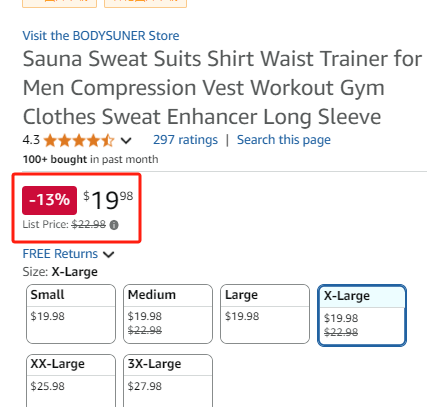 Visit the BODYSUNER Store
Sauna Sweat Suits Shirt Waist Trainer for
Men Compression Vest Workout Gym
Clothes Sweat Enhancer Long Sleeve
4.3 297 ratings | Search this page
100+ bought in past month
-13% $19.98
List Price: $22.98
FREE Returns
Size: X-Large
Small Medium Large X-Large
$19.98 $19.98 $19.98 $19.98
$22.98 $22.98
XX-Large 3X-Large
$25.98 $27.98